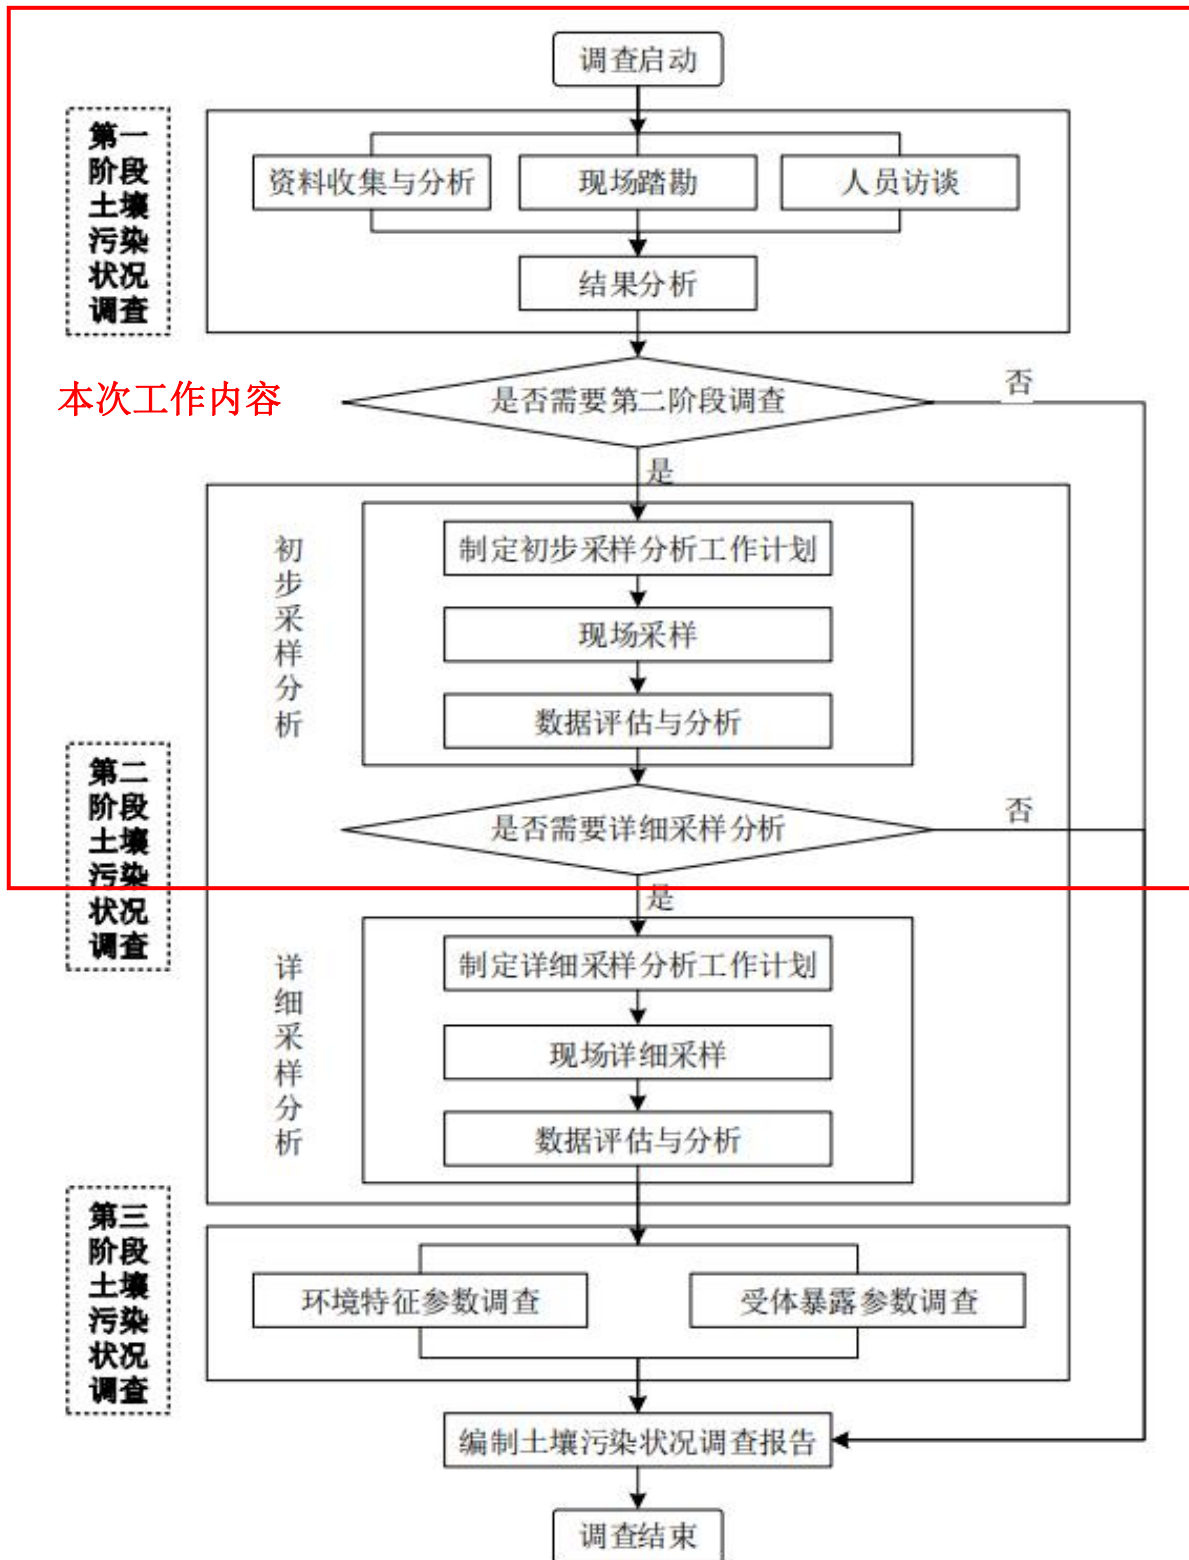 调查启动
第一
阶段
土壤
污染
状况
调查
资料收集与分析
现场踏勘
人员访谈
结果分析
本次工作内容
是否需要第二阶段调查
否
是
初
步
采
样
分
析
制定初步采样分析工作计划
现场采样
数据评估与分析
第二
阶段
土壤
污染
状况
调查
是否需要详细采样分析
否
是
详
细
采
样
分
析
制定详细采样分析工作计划
现场详细采样
数据评估与分析
第三
阶段
土壤
污染
状况
调查
环境特征参数调查
受体暴露参数调查
编制土壤污染状况调查报告
调查结束